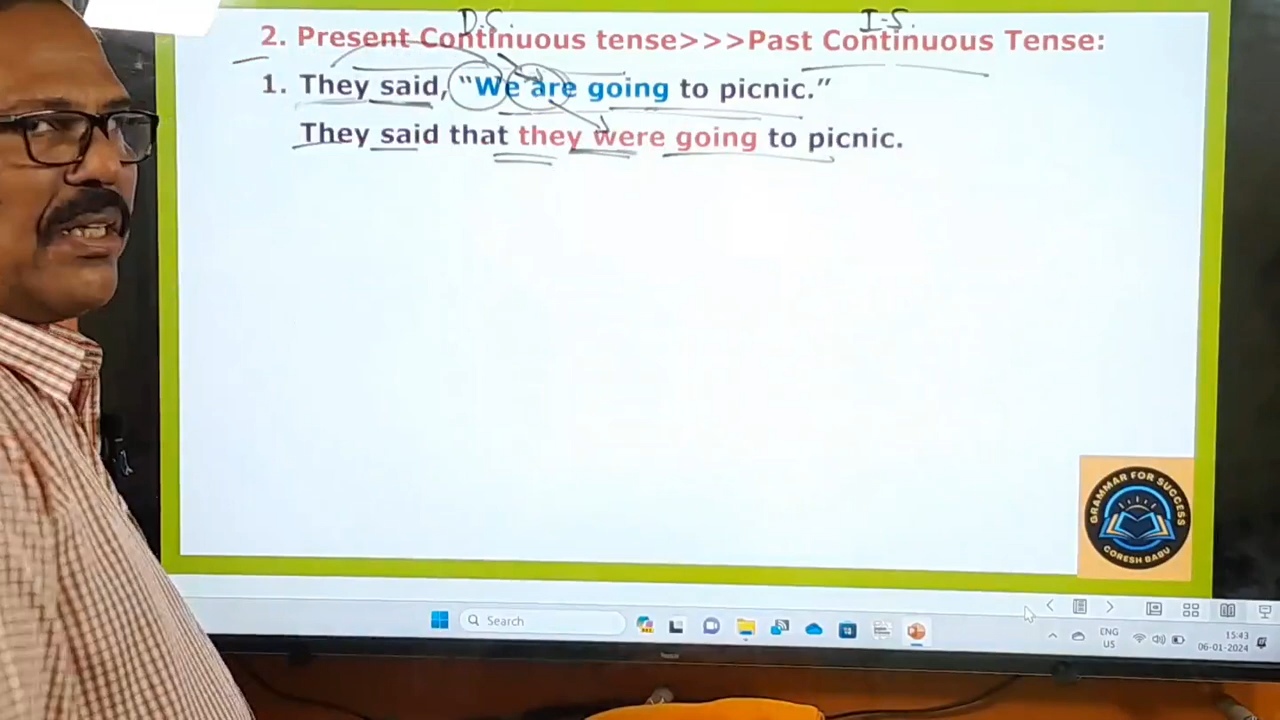 D.S. I-S.
2. Present Continuous tense>>>Past Continuous Tense:
1. They said, "We are going to picnic."
They said that they were going to picnic.
GRAMMAR FOR SUCCESS
CORESH BABU
Search
ENG
US
15:43
06-01-2024